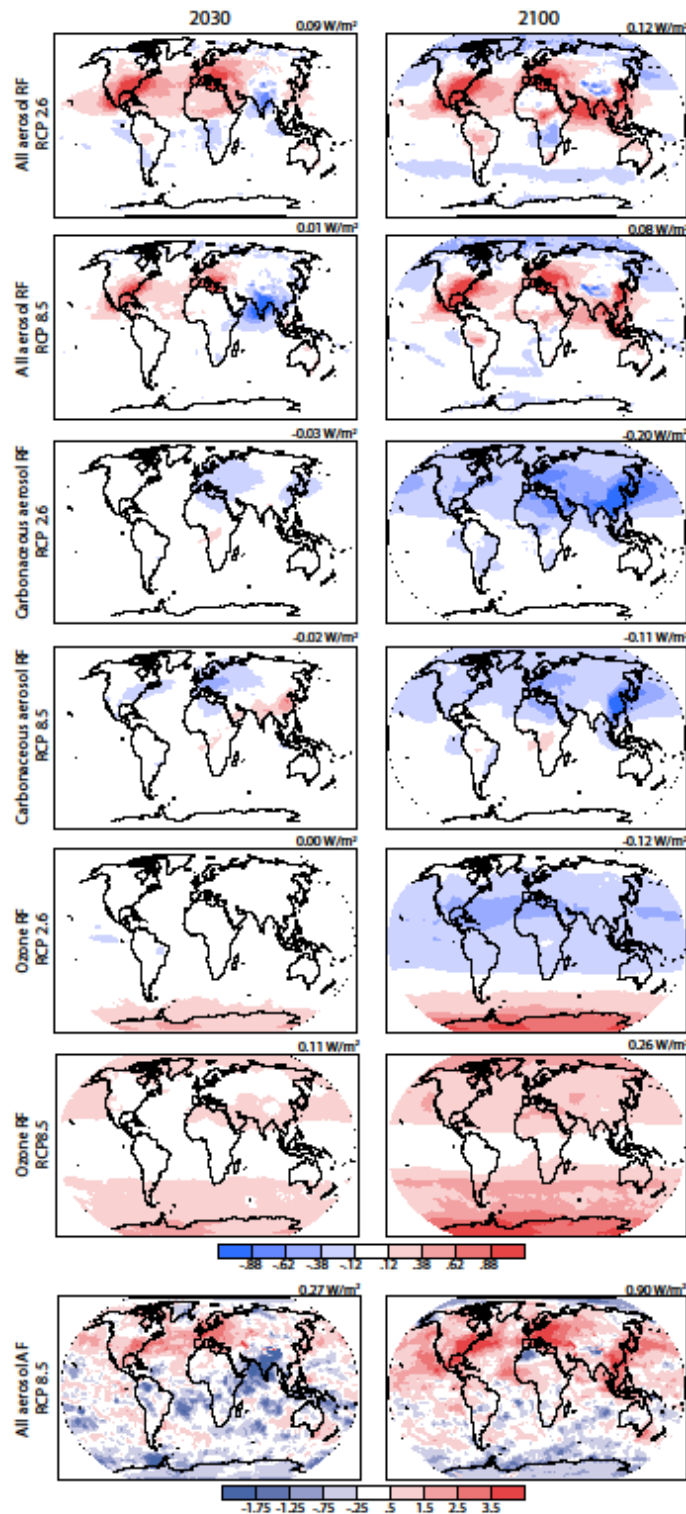 2030
2100
0.09 W/m²
0.12 W/m²
All aerosol RF
RCP 2.6
0.01 W/m²
0.08 W/m²
All aerosol RF
RCP 8.5
-0.03 W/m²
-0.20 W/m²
Carbonaceous aerosol RF
RCP 2.6
-0.02 W/m²
-0.11 W/m²
Carbonaceous aerosol RF
RCP 8.5
0.00 W/m²
-0.12 W/m²
Ozone RF
RCP 2.6
0.11 W/m²
0.26 W/m²
Ozone RF
RCP8.5
-.88 -.62 -.38 -.12 .12 .38 .62 .88
0.27 W/m²
0.90 W/m²
All aerosol AF
RCP 8.5
-1.75 -1.25 -.75 -.25 .5 1.5 2.5 3.5